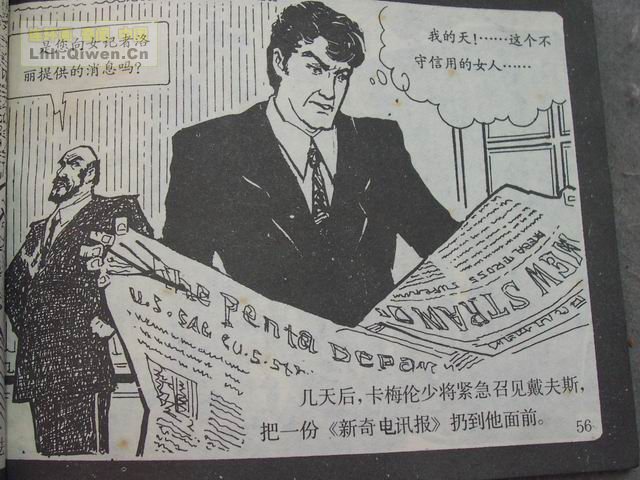 Lhh.Qiwen.Cn
是您向女记者洛
丽提供的消息吗？
我的天！……这个不
守信用的女人……
NEW STRAW
The Penta DEPAR
U.S. SAG
几天后，卡梅伦少将紧急召见戴夫斯，
把一份《新奇电讯报》扔到他面前。
56